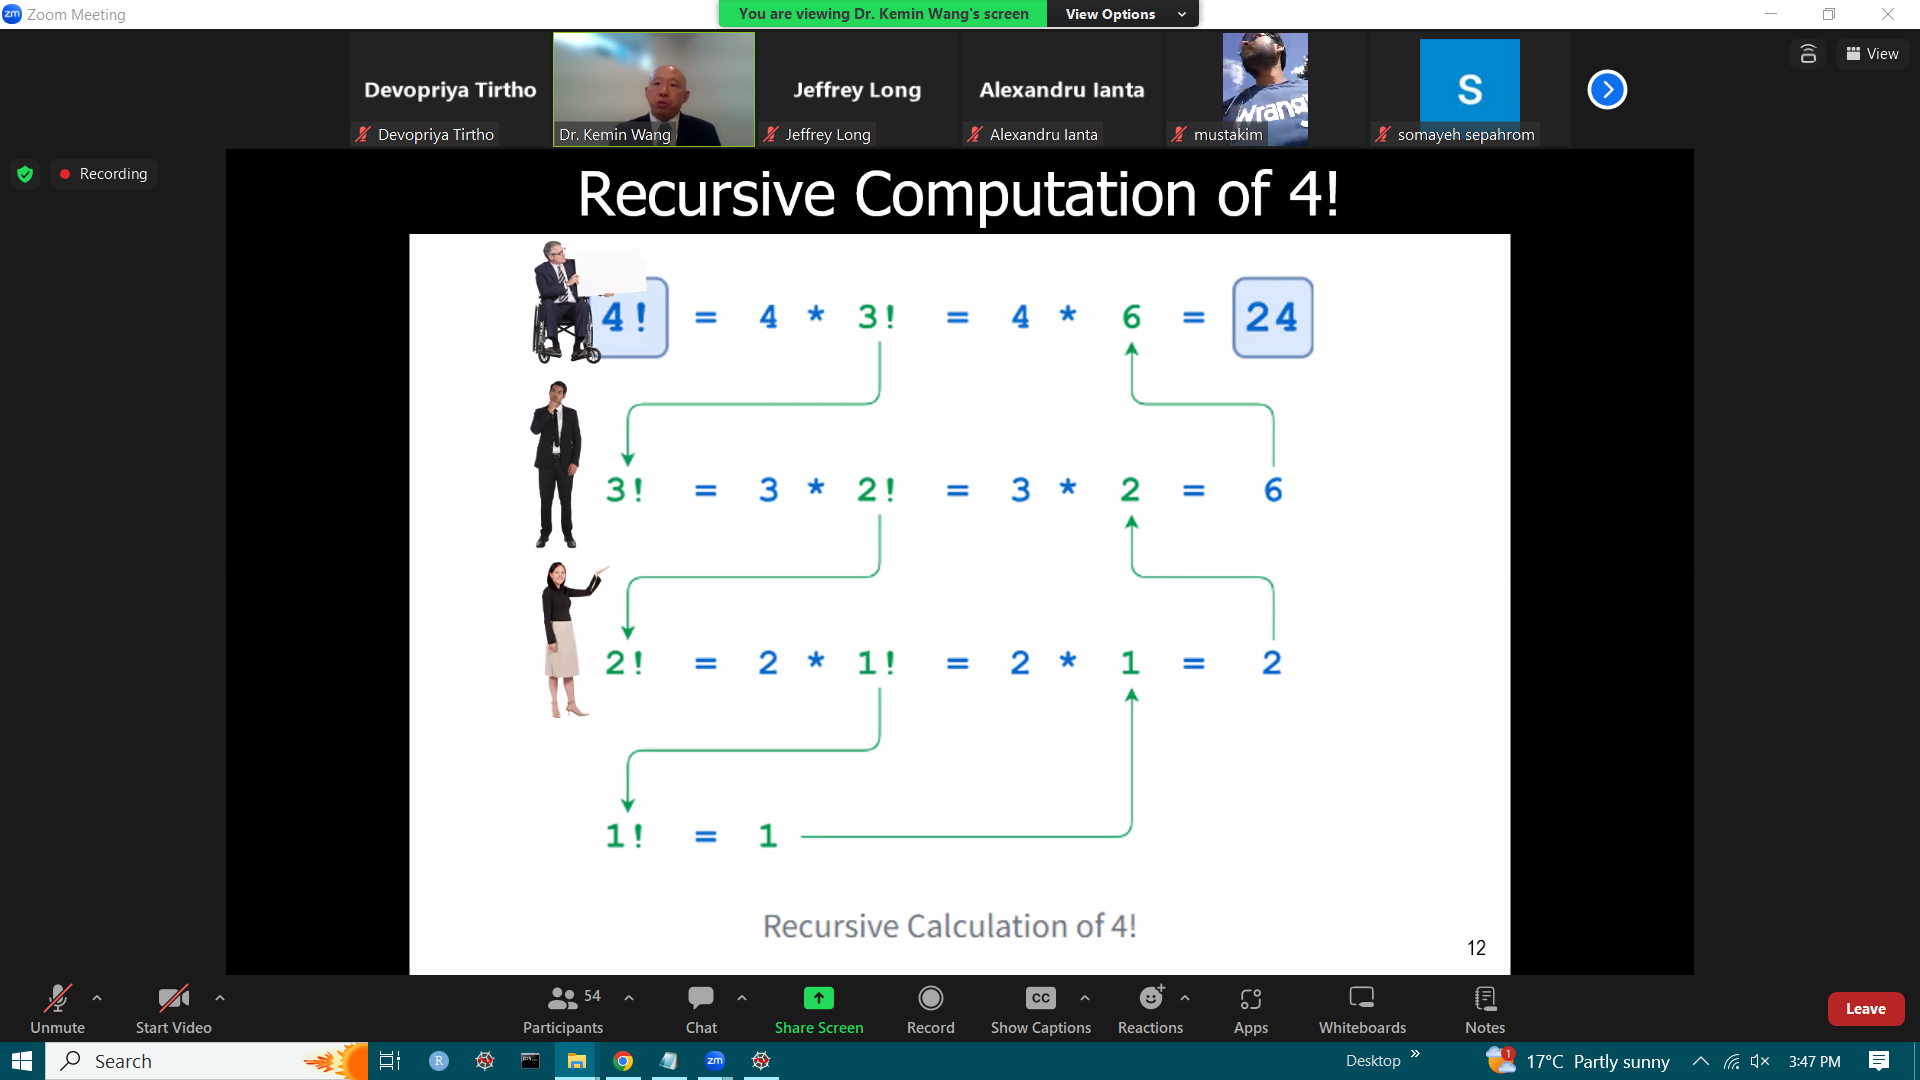 zm Zoom Meeting
You are viewing Dr. Kemin Wang's screen View Options
View
Devopriya Tirtho Jeffrey Long Alexandru Ianta Wrang S
Devopriya Tirtho Dr. Kemin Wang Jeffrey Long Alexandru Ianta mustakim somayeh sepahrom
Recording
Recursive Computation of 4!
4! = 4 * 3! = 4 * 6 = 24
3! = 3 * 2! = 3 * 2 = 6
2! = 2 * 1! = 2 * 1 = 2
1! = 1
Recursive Calculation of 4!
12
54 CC
Unmute Start Video Participants Chat Share Screen Record Show Captions Reactions Apps Whiteboards Notes Leave
Search R zm Desktop » 1 17°C Partly sunny 3:47 PM